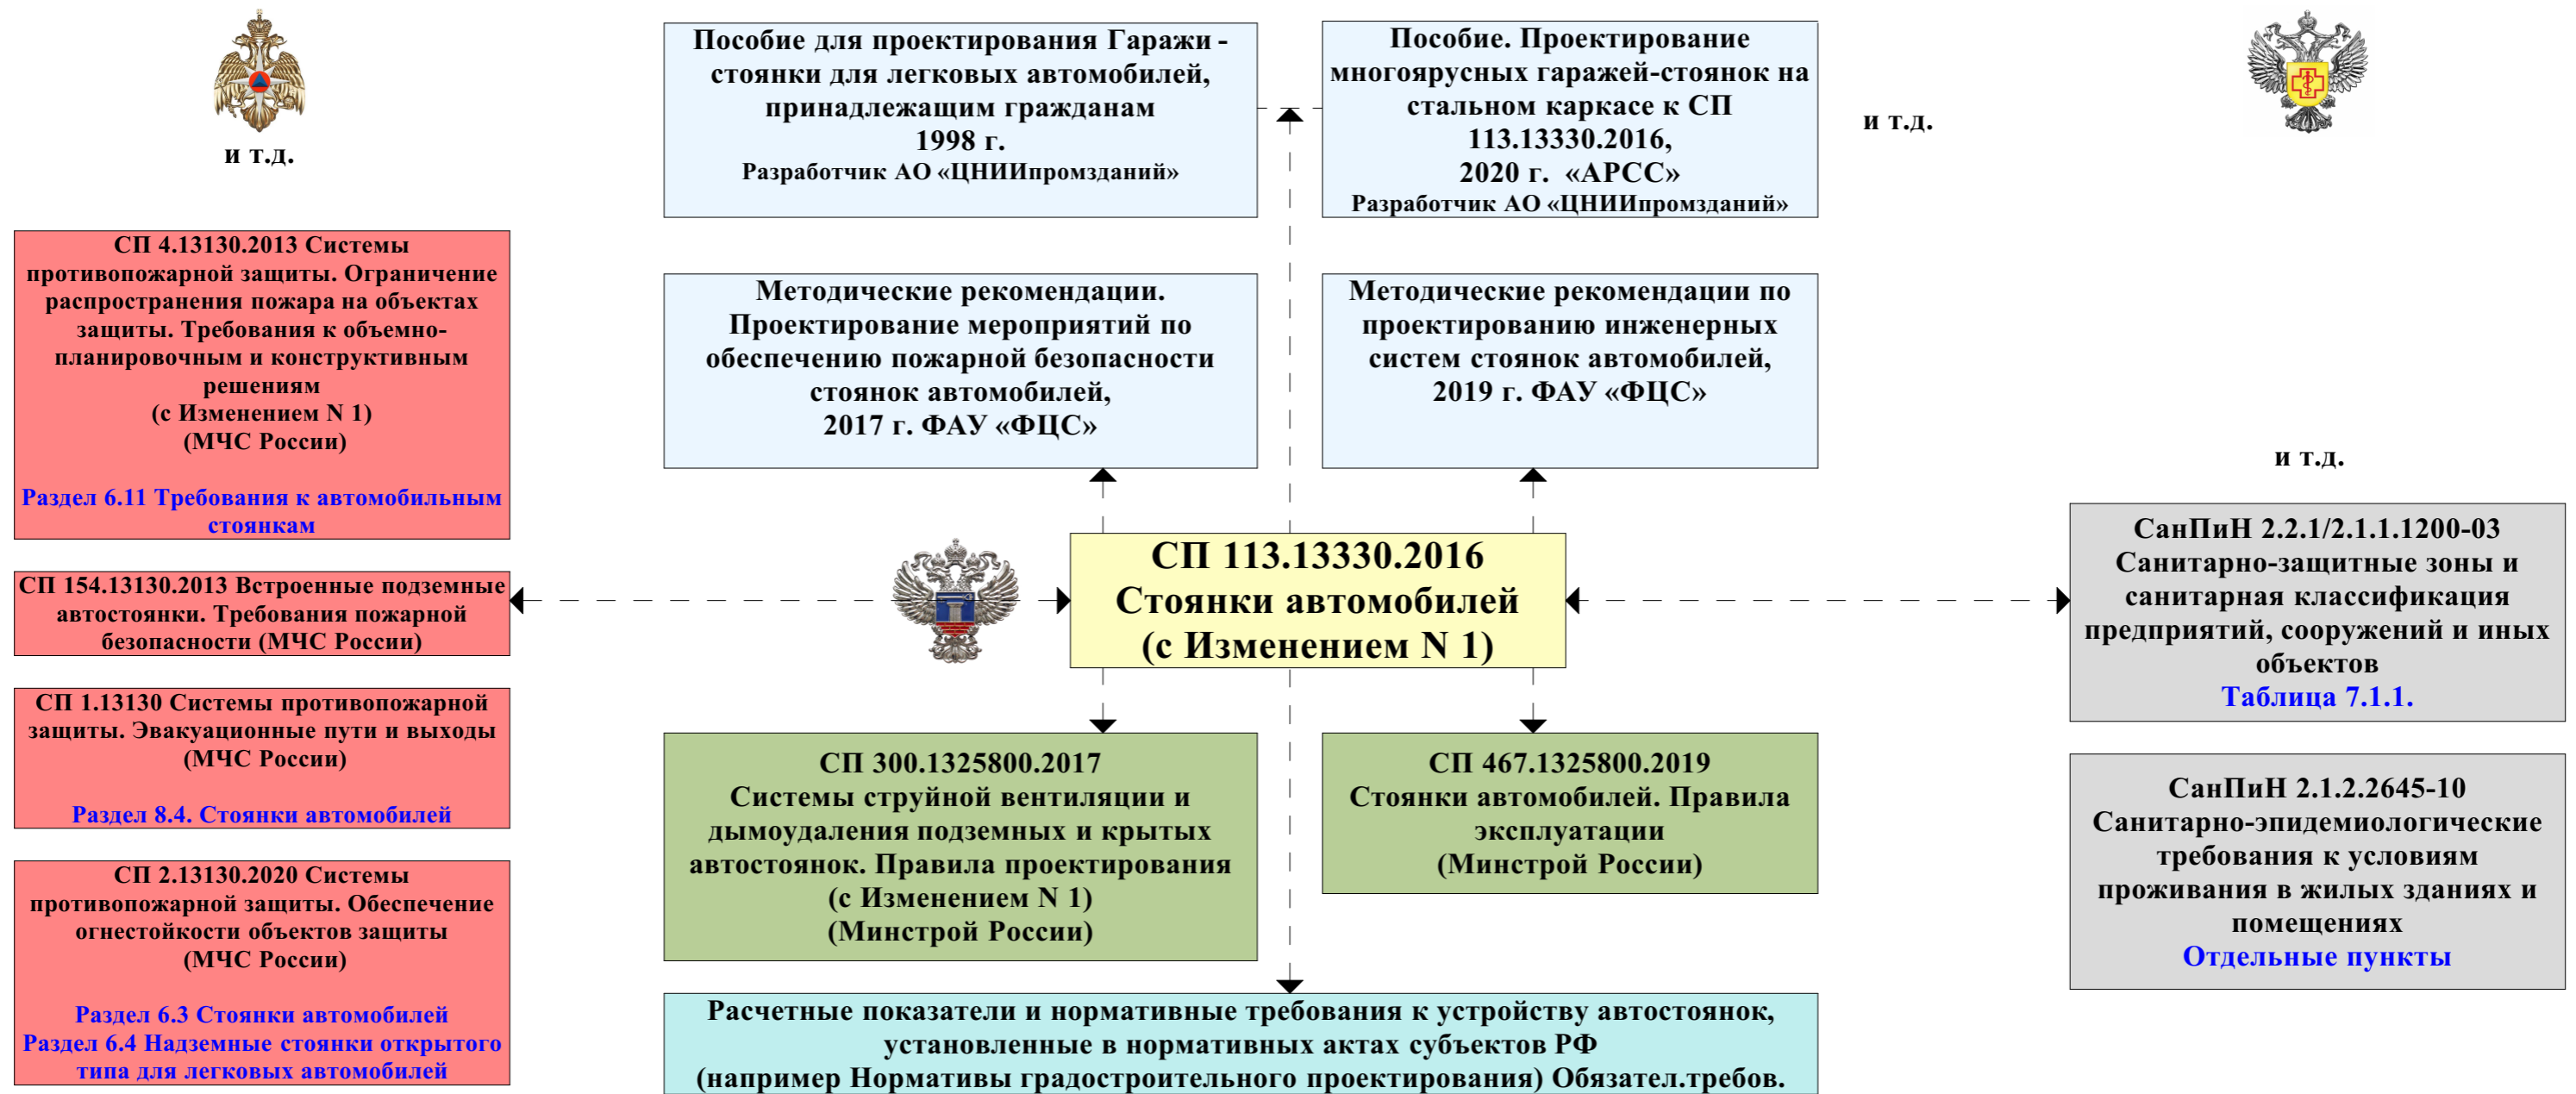 и т.д.
СП 4.13130.2013 Системы
противопожарной защиты. Ограничение
распространения пожара на объектах
защиты. Требования к объемно-
планировочным и конструктивным
решениям
(с Изменением N 1)
(МЧС России)
Раздел 6.11 Требования к автомобильным
стоянкам
СП 154.13130.2013 Встроенные подземные
автостоянки. Требования пожарной
безопасности (МЧС России)
СП 1.13130 Системы противопожарной
защиты. Эвакуационные пути и выходы
(МЧС России)
Раздел 8.4. Стоянки автомобилей
СП 2.13130.2020 Системы
противопожарной защиты. Обеспечение
огнестойкости объектов защиты
(МЧС России)
Раздел 6.3 Стоянки автомобилей
Раздел 6.4 Надземные стоянки открытого
типа для легковых автомобилей
Пособие для проектирования Гаражи -
стоянки для легковых автомобилей,
принадлежащим гражданам
1998 г.
Разработчик АО «ЦНИИпромзданий»
Пособие. Проектирование
многоярусных гаражей-стоянок на
стальном каркасе к СП
113.13330.2016,
2020 г. «АРСС»
Разработчик АО «ЦНИИпромзданий»
и т.д.
Методические рекомендации.
Проектирование мероприятий по
обеспечению пожарной безопасности
стоянок автомобилей,
2017 г. ФАУ «ФЦС»
Методические рекомендации по
проектированию инженерных
систем стоянок автомобилей,
2019 г. ФАУ «ФЦС»
СП 113.13330.2016
Стоянки автомобилей
(с Изменением N 1)
СП 300.1325800.2017
Системы струйной вентиляции и
дымоудаления подземных и крытых
автостоянок. Правила проектирования
(с Изменением N 1)
(Минстрой России)
СП 467.1325800.2019
Стоянки автомобилей. Правила
эксплуатации
(Минстрой России)
Расчетные показатели и нормативные требования к устройству автостоянок,
установленные в нормативных актах субъектов РФ
(например Нормативы градостроительного проектирования) Обязател.требов.
и т.д.
СанПиН 2.2.1/2.1.1.1200-03
Санитарно-защитные зоны и
санитарная классификация
предприятий, сооружений и иных
объектов
Таблица 7.1.1.
СанПиН 2.1.2.2645-10
Санитарно-эпидемиологические
требования к условиям
проживания в жилых зданиях и
помещениях
Отдельные пункты